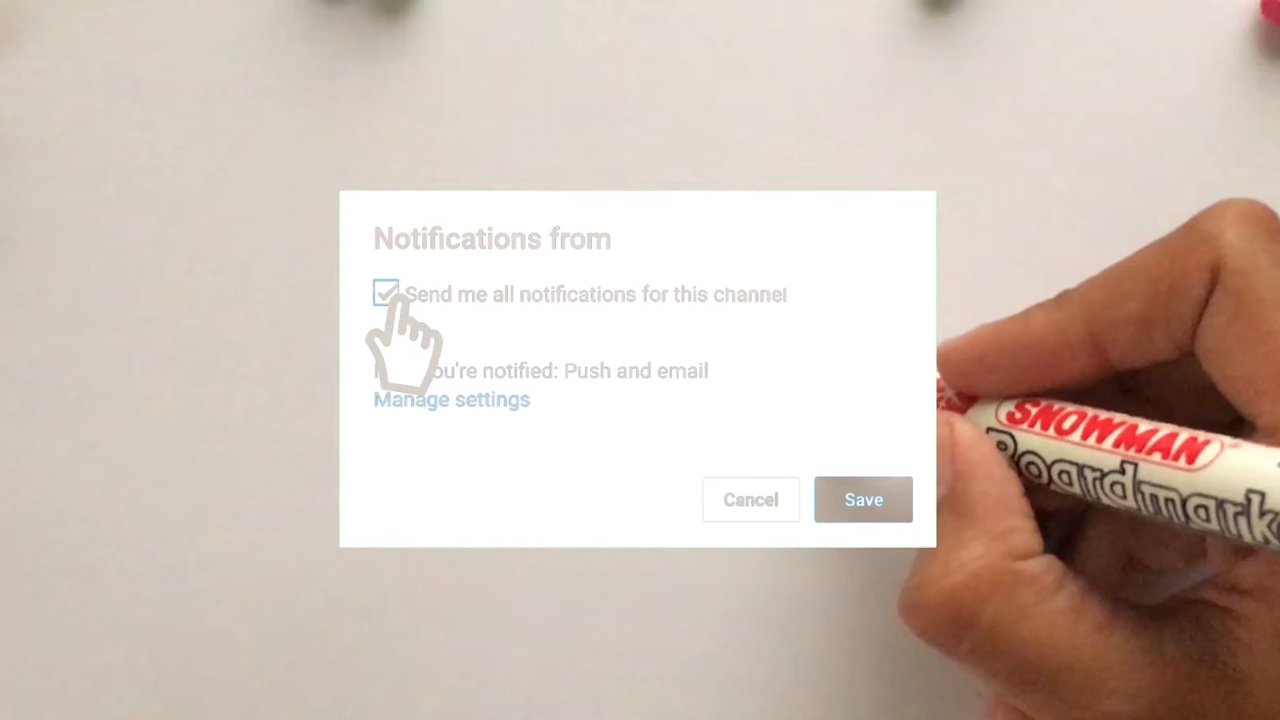 Notifications from
Send me all notifications for this channel
you're notified: Push and email
Manage settings
Cancel
Save
SNOWMAN
Boardmark